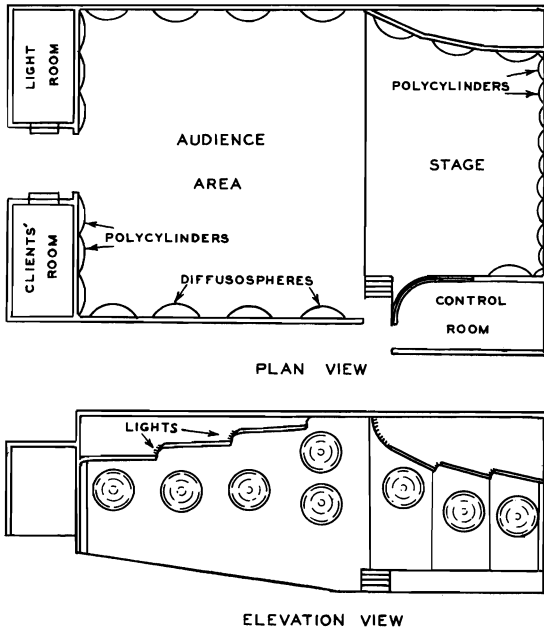 LIGHT
ROOM
POLYCYLINDERS
AUDIENCE
AREA
STAGE
CLIENTS'
ROOM
POLYCYLINDERS
DIFFUSOSPHERES
CONTROL
ROOM
PLAN VIEW
LIGHTS
ELEVATION VIEW